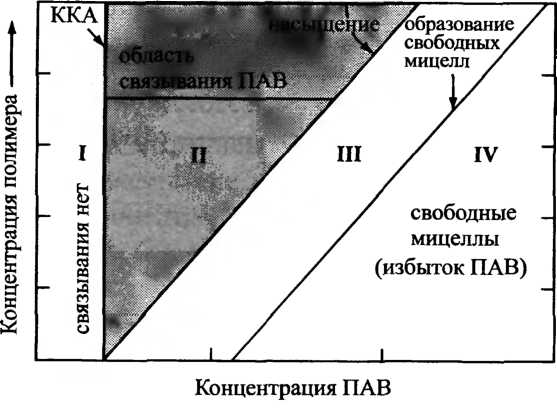 ККА
насыщение
образование
свободных
мицелл
область
связывания ПАВ
I
II
III
IV
связывания нет
свободные
мицеллы
(избыток ПАВ)
Концентрация полимера
Концентрация ПАВ